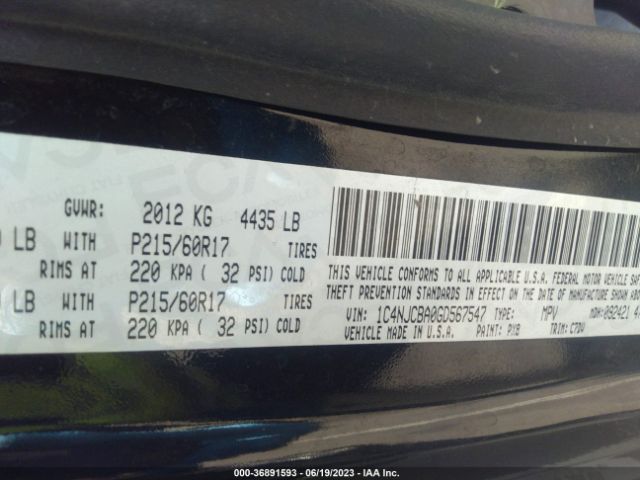 GVWR: 2012 KG 4435 LB
LB WITH P215/60R17 TIRES
RIMS AT 220 KPA ( 32 PSI) COLD
LB WITH P215/60R17 TIRES
RIMS AT 220 KPA ( 32 PSI) COLD
THIS VEHICLE CONFORMS TO ALL APPLICABLE U.S.A. FEDERAL MOTOR VEHICLE
THEFT PREVENTION STANDARDS IN EFFECT ON THE DATE OF MANUFACTURE
VIN: 1C4NJCBA0GD567547 TYPE: MPV MDH: 092421
VEHICLE MADE IN U.S.A. PAINT: PXB TRIM: C7DV
000-36891593 - 06/19/2023 - IAA Inc.